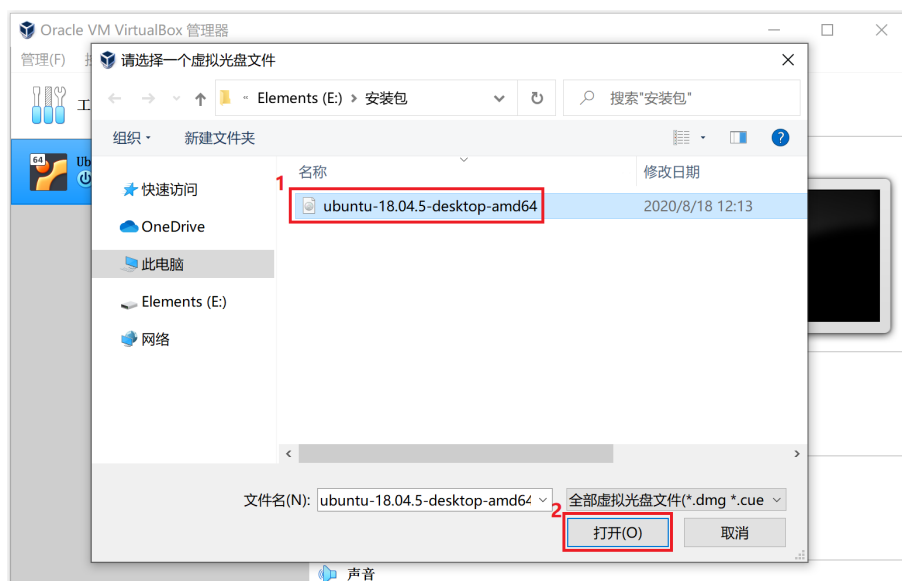 Oracle VM VirtualBox 管理器
管理(F)
请选择一个虚拟光盘文件
« Elements (E:) › 安装包
搜索"安装包"
组织
新建文件夹
?
64
Ub
名称
修改日期
1
ubuntu-18.04.5-desktop-amd64
2020/8/18 12:13
快速访问
OneDrive
此电脑
Elements (E:)
网络
文件名(N):
ubuntu-18.04.5-desktop-amd64
全部虚拟光盘文件(*.dmg *.cue
2
打开(O)
取消
声音